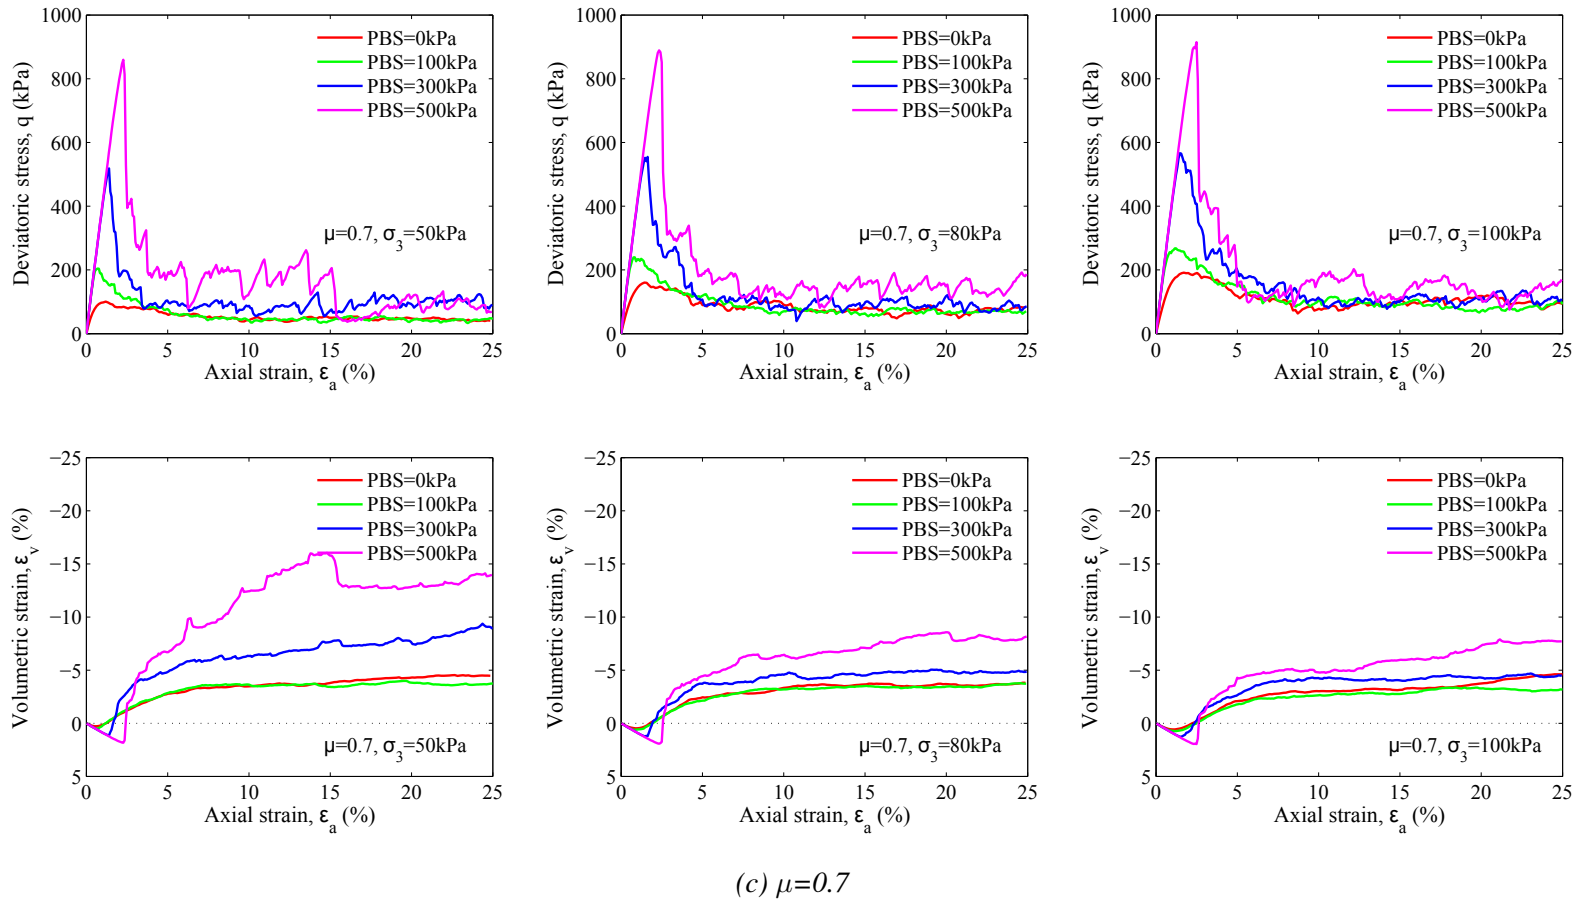 1000
800
600
400
200
0
0 5 10 15 20 25
Deviatoric stress, q (kPa)
Axial strain, εa (%)
PBS=0kPa
PBS=100kPa
PBS=300kPa
PBS=500kPa
μ=0.7, σ3=50kPa
1000
800
600
400
200
0
0 5 10 15 20 25
Deviatoric stress, q (kPa)
Axial strain, εa (%)
PBS=0kPa
PBS=100kPa
PBS=300kPa
PBS=500kPa
μ=0.7, σ3=80kPa
1000
800
600
400
200
0
0 5 10 15 20 25
Deviatoric stress, q (kPa)
Axial strain, εa (%)
PBS=0kPa
PBS=100kPa
PBS=300kPa
PBS=500kPa
μ=0.7, σ3=100kPa
−25
−20
−15
−10
−5
0
5
0 5 10 15 20 25
Volumetric strain, εv (%)
Axial strain, εa (%)
PBS=0kPa
PBS=100kPa
PBS=300kPa
PBS=500kPa
μ=0.7, σ3=50kPa
−25
−20
−15
−10
−5
0
5
0 5 10 15 20 25
Volumetric strain, εv (%)
Axial strain, εa (%)
PBS=0kPa
PBS=100kPa
PBS=300kPa
PBS=500kPa
μ=0.7, σ3=80kPa
−25
−20
−15
−10
−5
0
5
0 5 10 15 20 25
Volumetric strain, εv (%)
Axial strain, εa (%)
PBS=0kPa
PBS=100kPa
PBS=300kPa
PBS=500kPa
μ=0.7, σ3=100kPa
(c) μ=0.7